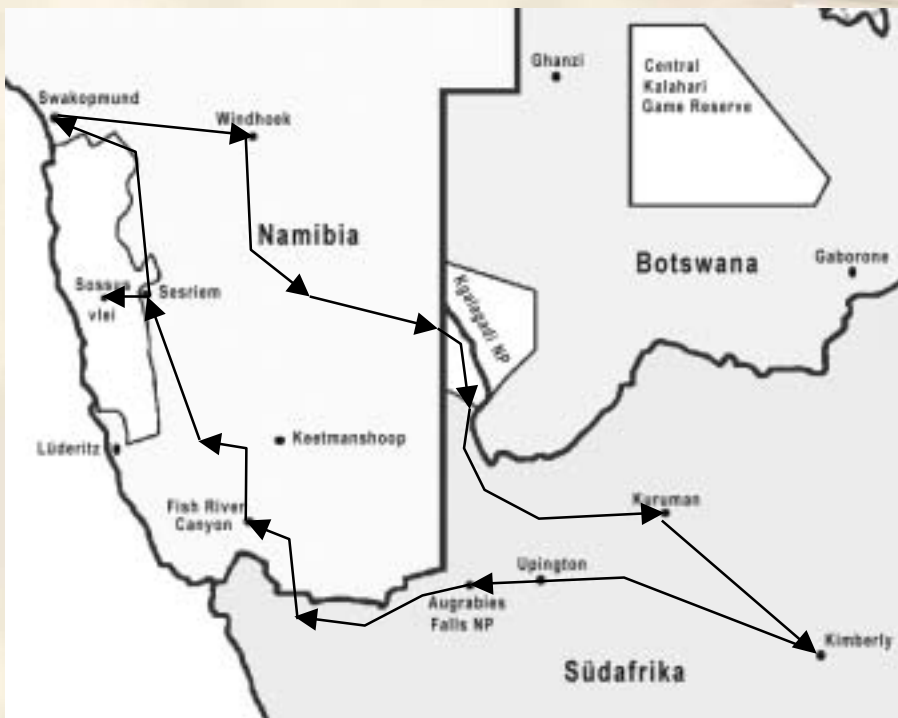 Ghanzi
Central
Kalahari
Game Reserve
Swakopmund
Windhoek
Namibia
Botswana
Gaborone
Kgalagadi NP
Sossus
vlei
Sesriem
Keetmanshoop
Lüderitz
Fish River
Canyon
Kuruman
Upington
Augrabies
Falls NP
Kimberly
Südafrika